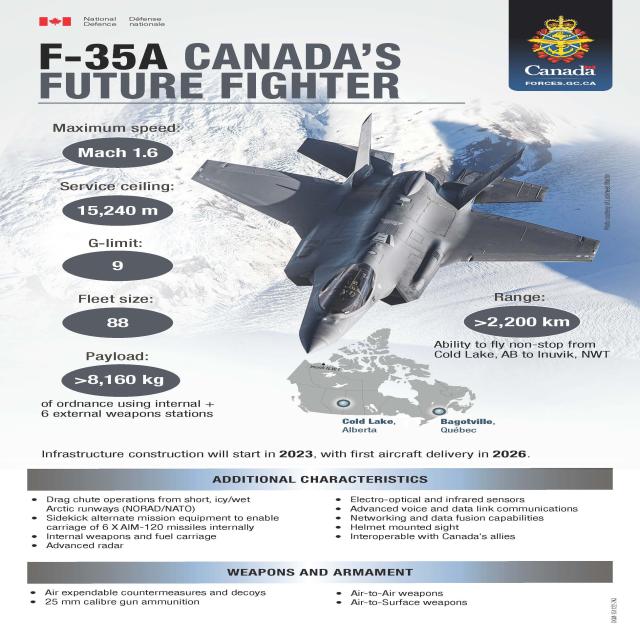 National Defence
Défense nationale
Canada
FORCES.GC.CA
F-35A CANADA'S
FUTURE FIGHTER
Maximum speed:
Mach 1.6
Service ceiling:
15,240 m
G-limit:
9
Fleet size:
88
Payload:
>8,160 kg
of ordnance using internal +
6 external weapons stations
Range:
>2,200 km
Ability to fly non-stop from
Cold Lake, AB to Inuvik, NWT
Cold Lake,
Alberta
Bagotville,
Québec
Infrastructure construction will start in 2023, with first aircraft delivery in 2026.
ADDITIONAL CHARACTERISTICS
• Drag chute operations from short, icy/wet
Arctic runways (NORAD/NATO)
• Sidekick alternate mission equipment to enable
carriage of 6 X AIM-120 missiles internally
• Internal weapons and fuel carriage
• Advanced radar
• Electro-optical and infrared sensors
• Advanced voice and data link communications
• Networking and data fusion capabilities
• Helmet mounted sight
• Interoperable with Canada's allies
WEAPONS AND ARMAMENT
• Air expendable countermeasures and decoys
• 25 mm calibre gun ammunition
• Air-to-Air weapons
• Air-to-Surface weapons